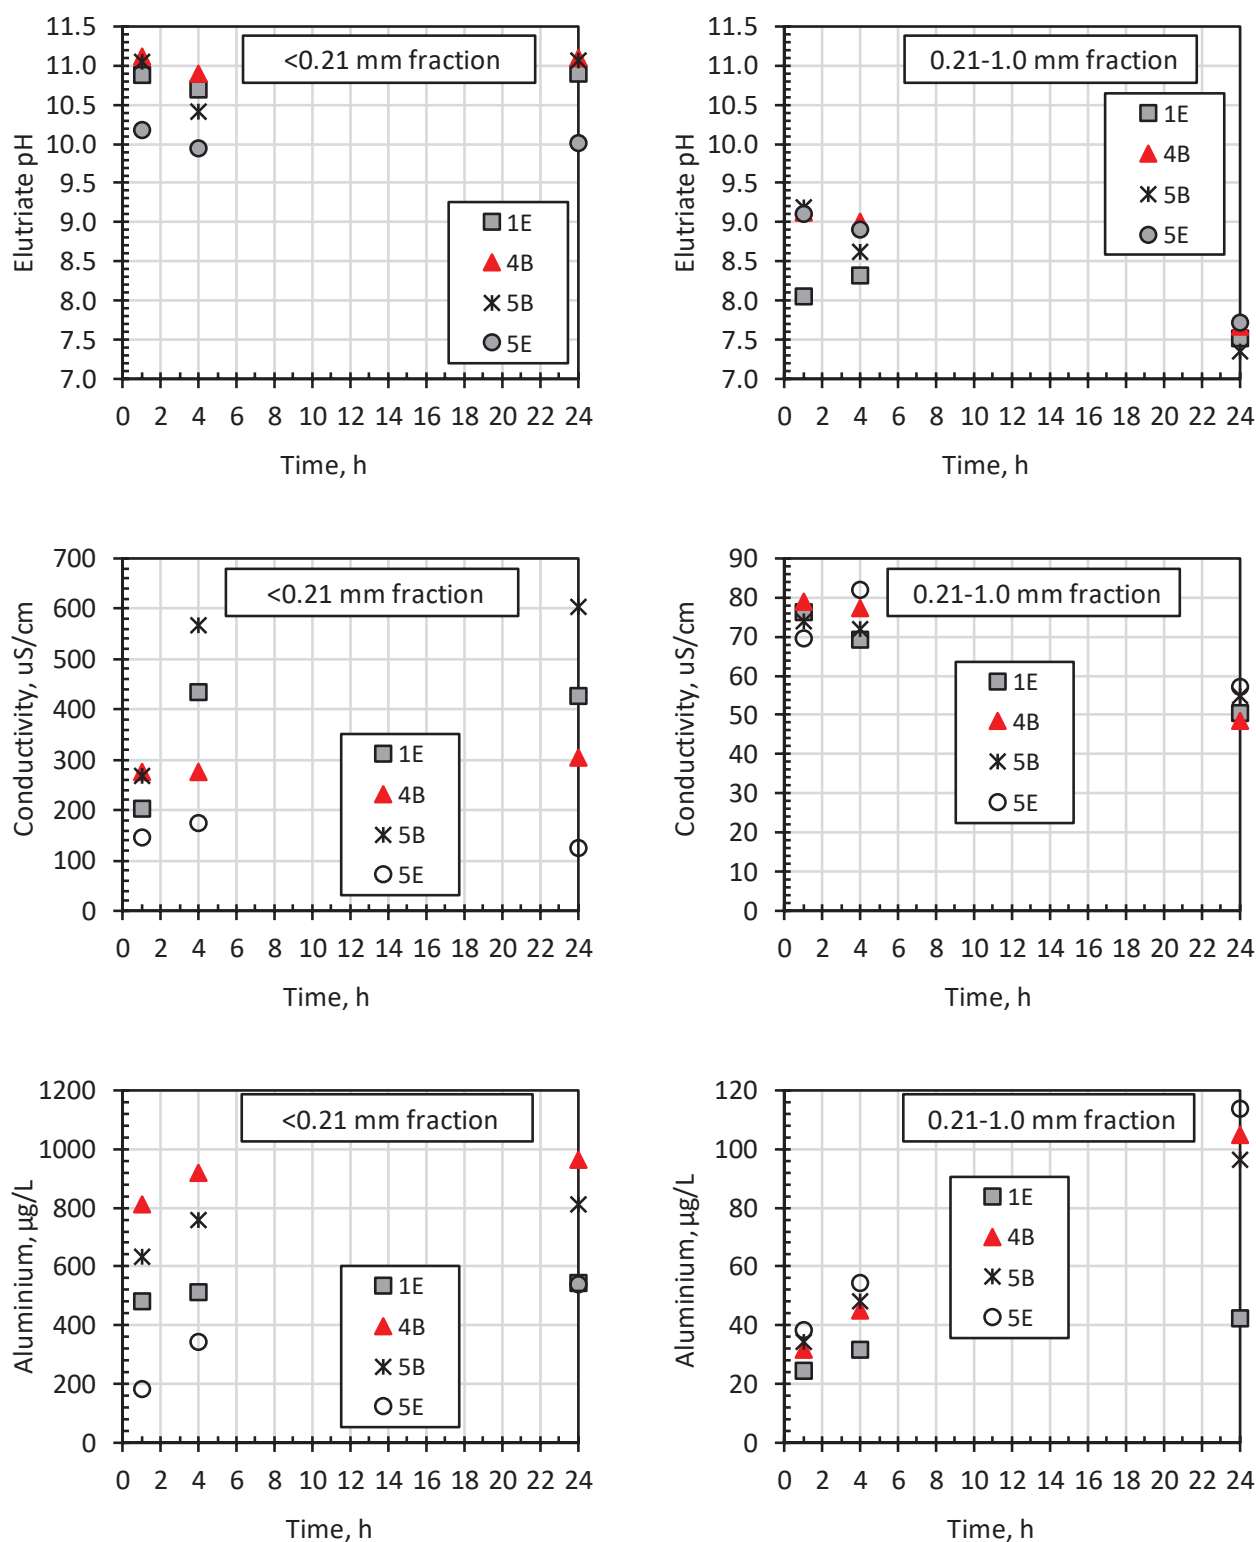 <0.21 mm fraction
11.5
11.0
10.5
10.0
9.5
9.0
8.5
8.0
7.5
7.0
Elutriate pH
1E
4B
5B
5E
0 2 4 6 8 10 12 14 16 18 20 22 24
Time, h
0.21-1.0 mm fraction
11.5
11.0
10.5
10.0
9.5
9.0
8.5
8.0
7.5
7.0
Elutriate pH
1E
4B
5B
5E
0 2 4 6 8 10 12 14 16 18 20 22 24
Time, h
<0.21 mm fraction
700
600
500
400
300
200
100
0
Conductivity, uS/cm
1E
4B
5B
5E
0 2 4 6 8 10 12 14 16 18 20 22 24
Time, h
0.21-1.0 mm fraction
90
80
70
60
50
40
30
20
10
0
Conductivity, uS/cm
1E
4B
5B
5E
0 2 4 6 8 10 12 14 16 18 20 22 24
Time, h
<0.21 mm fraction
1200
1000
800
600
400
200
0
Aluminium, µg/L
1E
4B
5B
5E
0 2 4 6 8 10 12 14 16 18 20 22 24
Time, h
0.21-1.0 mm fraction
120
100
80
60
40
20
0
Aluminium, µg/L
1E
4B
5B
5E
0 2 4 6 8 10 12 14 16 18 20 22 24
Time, h